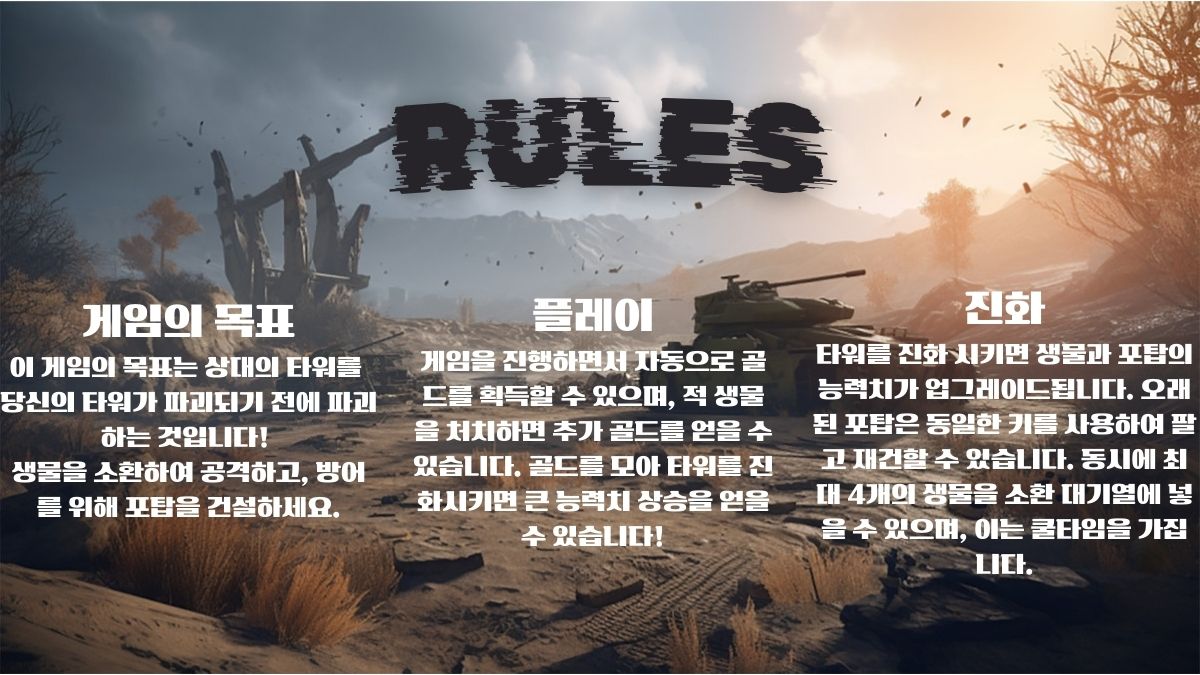 RULES
게임의 목표
이 게임의 목표는 상대의 타워를
당신의 타워가 파괴되기 전에 파괴
하는 것입니다!
생물을 소환하여 공격하고, 방어
를 위해 포탑을 건설하세요.
플레이
게임을 진행하면서 자동으로 골
드를 획득할 수 있으며, 적 생물
을 처치하면 추가 골드를 얻을 수
있습니다. 골드를 모아 타워를 진
화시키면 큰 능력치 상승을 얻을
수 있습니다!
진화
타워를 진화 시키면 생물과 포탑의
능력치가 업그레이드됩니다. 오래
된 포탑은 동일한 키를 사용하여 팔
고 재건할 수 있습니다. 동시에 최
대 4개의 생물을 소환 대기열에 넣
을 수 있으며, 이는 쿨타임을 가집
니다.